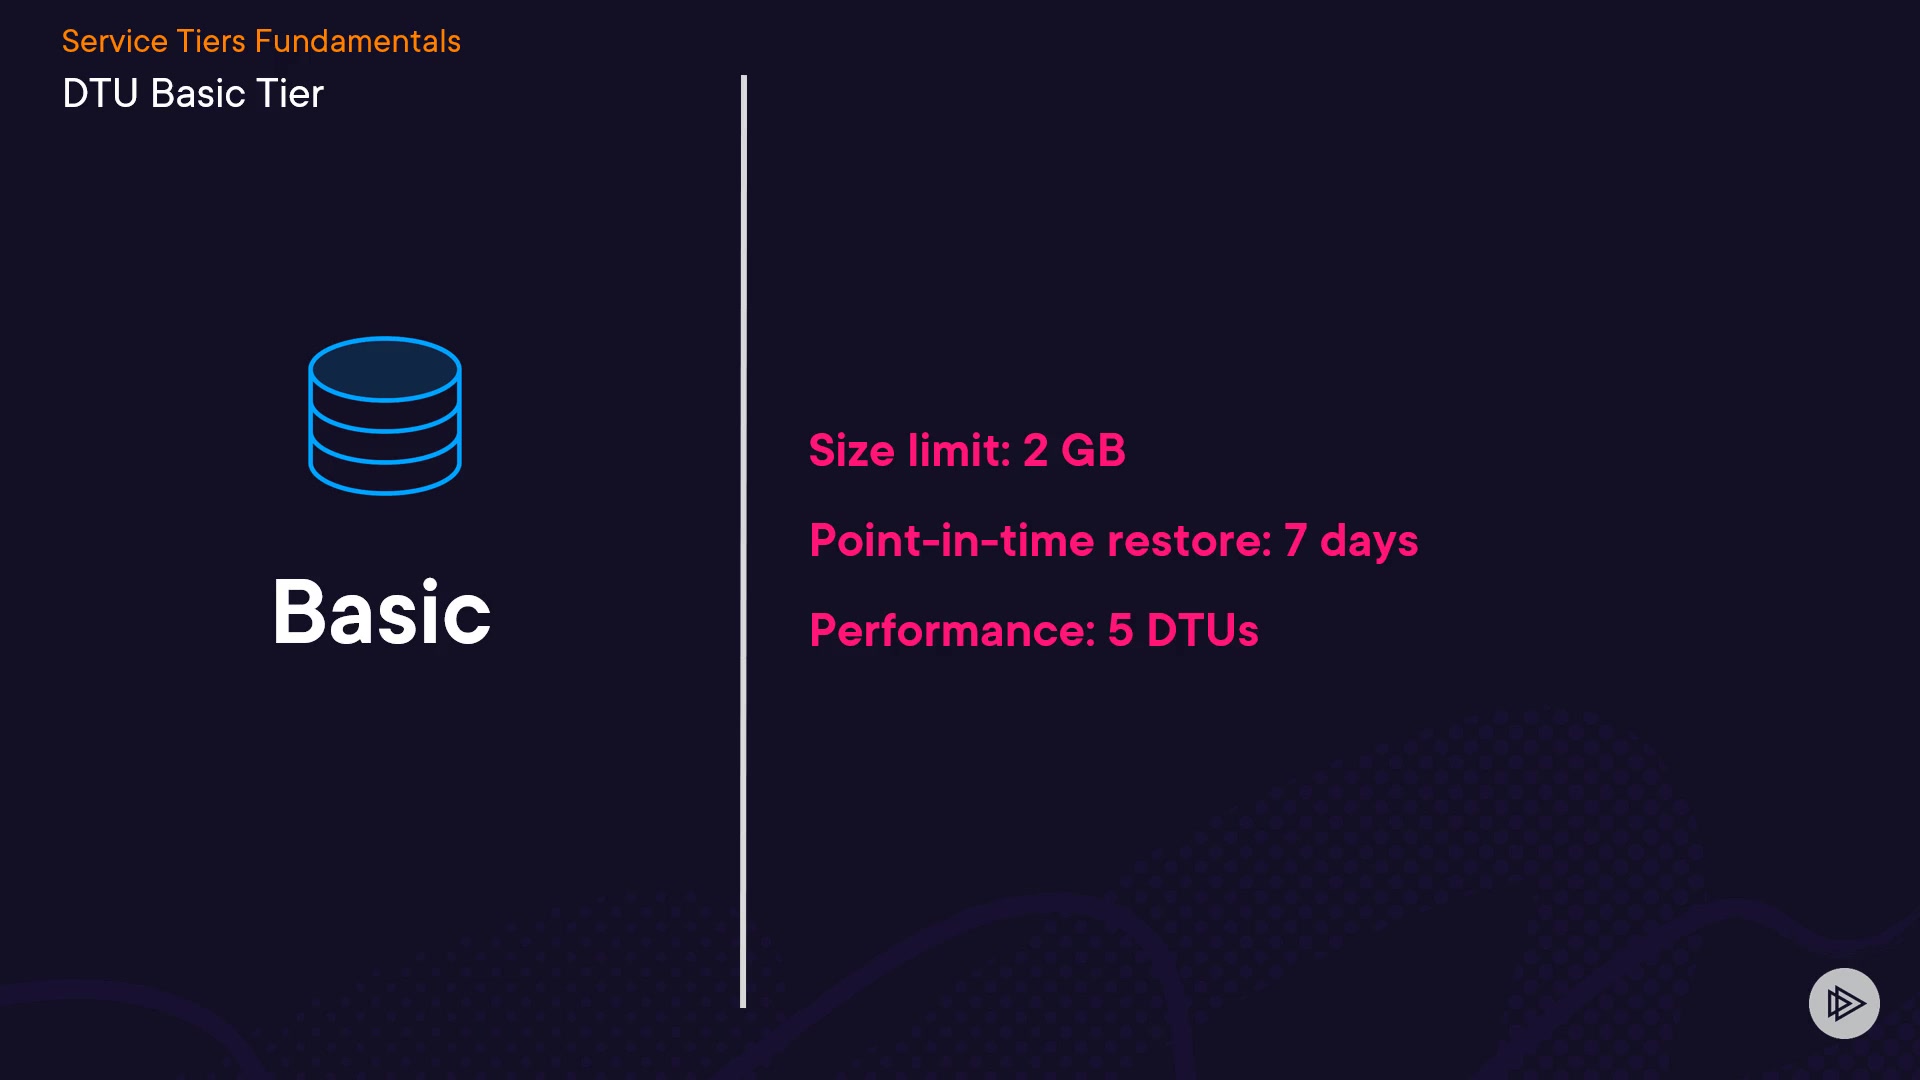 Service Tiers Fundamentals
DTU Basic Tier
Basic
Size limit: 2 GB
Point-in-time restore: 7 days
Performance: 5 DTUs